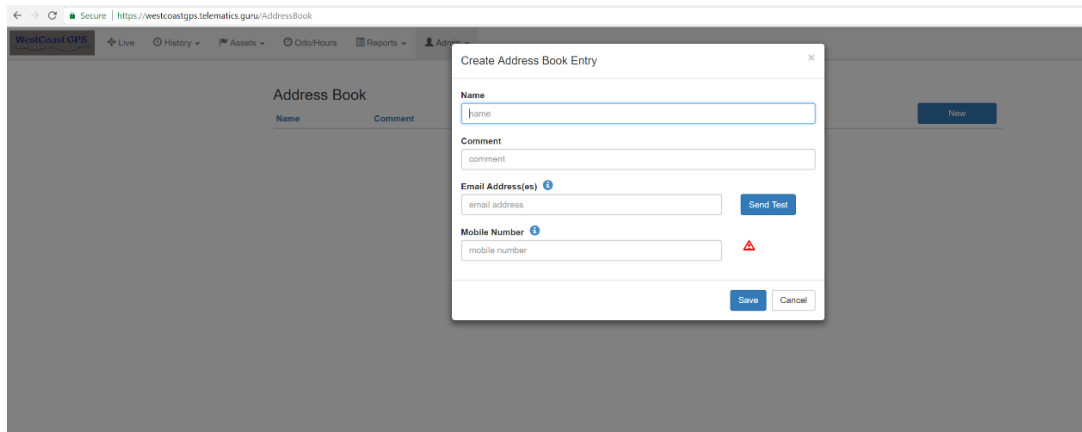 Secure | https://westcoastgps.telematics.guru/AddressBook
WestCoast GPS Live History Assets Odo/Hours Reports Admin
Create Address Book Entry ×
Address Book
Name Comment
New
Name
name
Comment
comment
Email Address(es)
email address
Send Test
Mobile Number
mobile number
Save Cancel